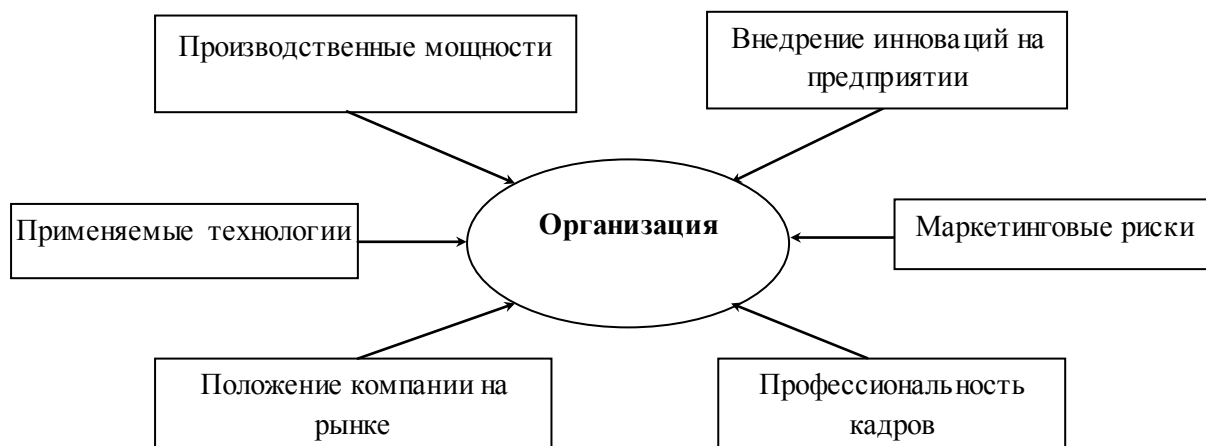 Производственные мощности
Внедрение инноваций на
предприятии
Организация
Применяемые технологии
Маркетинговые риски
Положение компании на
рынке
Профессиональность
кадров